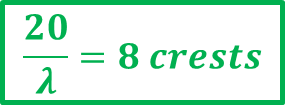 20/λ = 8 crests